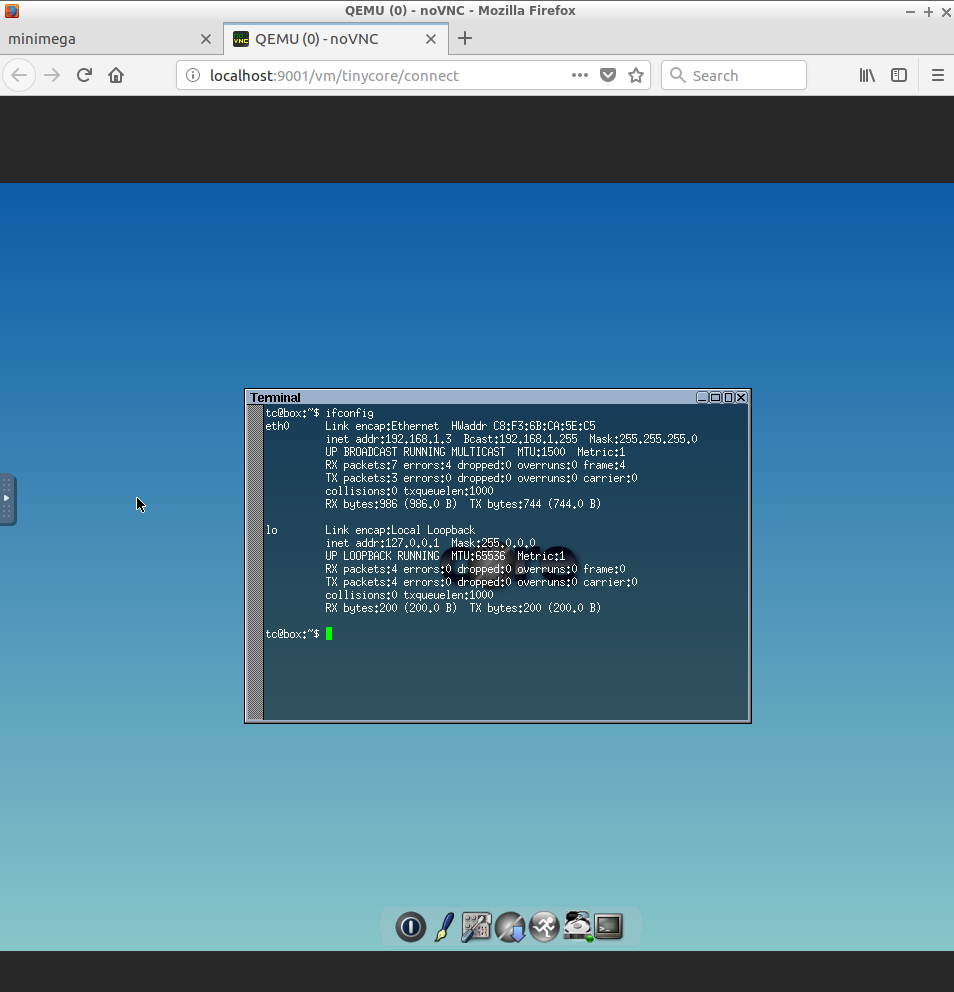 QEMU (0) - noVNC - Mozilla Firefox
minimega
QEMU (0) - noVNC
localhost:9001/vm/tinycore/connect
Search
Terminal
tc@box:~$ ifconfig
eth0 Link encap:Ethernet HWaddr C8:F3:6B:CA:5E:C5
inet addr:192.168.1.3 Bcast:192.168.1.255 Mask:255.255.255.0
UP BROADCAST RUNNING MULTICAST MTU:1500 Metric:1
RX packets:7 errors:4 dropped:0 overruns:0 frame:4
TX packets:3 errors:0 dropped:0 overruns:0 carrier:0
collisions:0 txqueuelen:1000
RX bytes:986 (986.0 B) TX bytes:744 (744.0 B)
lo Link encap:Local Loopback
inet addr:127.0.0.1 Mask:255.0.0.0
UP LOOPBACK RUNNING MTU:65536 Metric:1
RX packets:4 errors:0 dropped:0 overruns:0 frame:0
TX packets:4 errors:0 dropped:0 overruns:0 carrier:0
collisions:0 txqueuelen:1000
RX bytes:200 (200.0 B) TX bytes:200 (200.0 B)
tc@box:~$